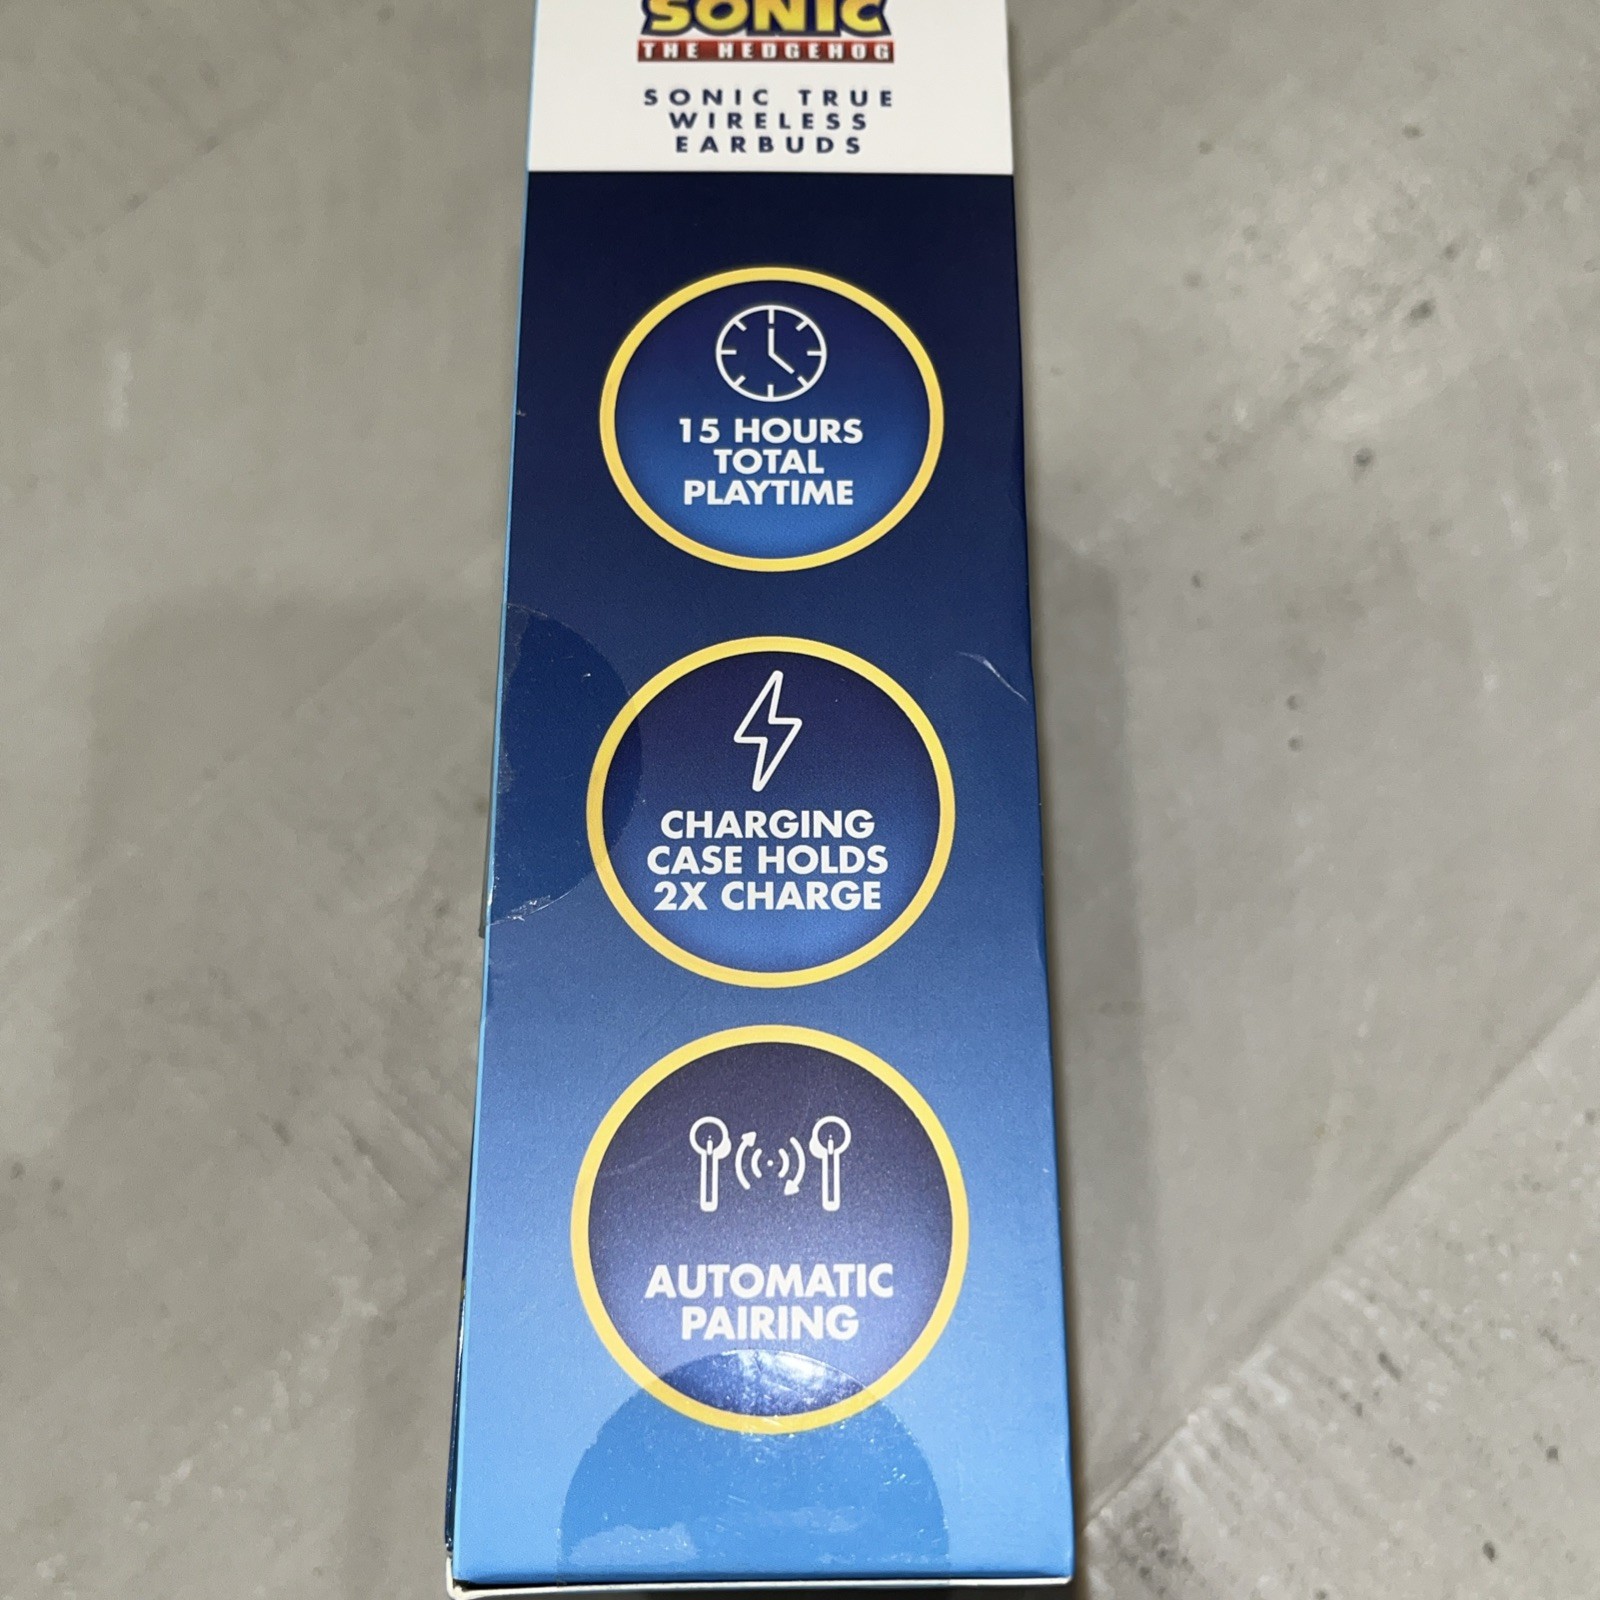 SONIC
THE HEDGEHOG
SONIC TRUE
WIRELESS
EARBUDS
15 HOURS
TOTAL
PLAYTIME
CHARGING
CASE HOLDS
2X CHARGE
AUTOMATIC
PAIRING